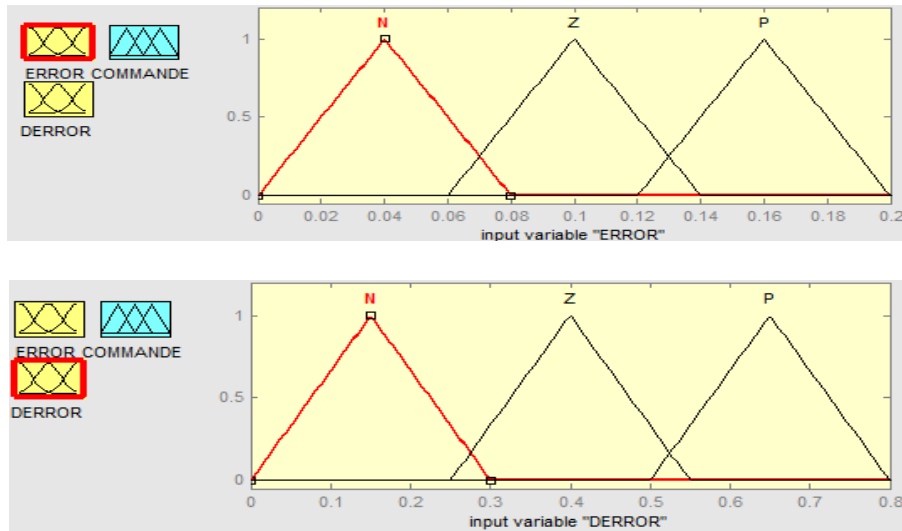 N Z P
1
0.5
0
0 0.02 0.04 0.06 0.08 0.1 0.12 0.14 0.16 0.18 0.2
input variable "ERROR"
ERROR COMMANDE
DERROR
N Z P
1
0.5
0
0 0.1 0.2 0.3 0.4 0.5 0.6 0.7 0.8
input variable "DERROR"
ERROR COMMANDE
DERROR